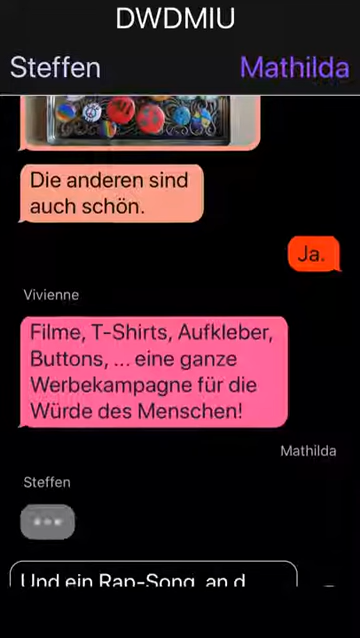 DWDMIU
Steffen
Mathilda
Die anderen sind
auch schön.
Ja.
Vivienne
Filme, T-Shirts, Aufkleber,
Buttons, ... eine ganze
Werbekampagne für die
Würde des Menschen!
Mathilda
Steffen
Und ein Rap-Song, an d